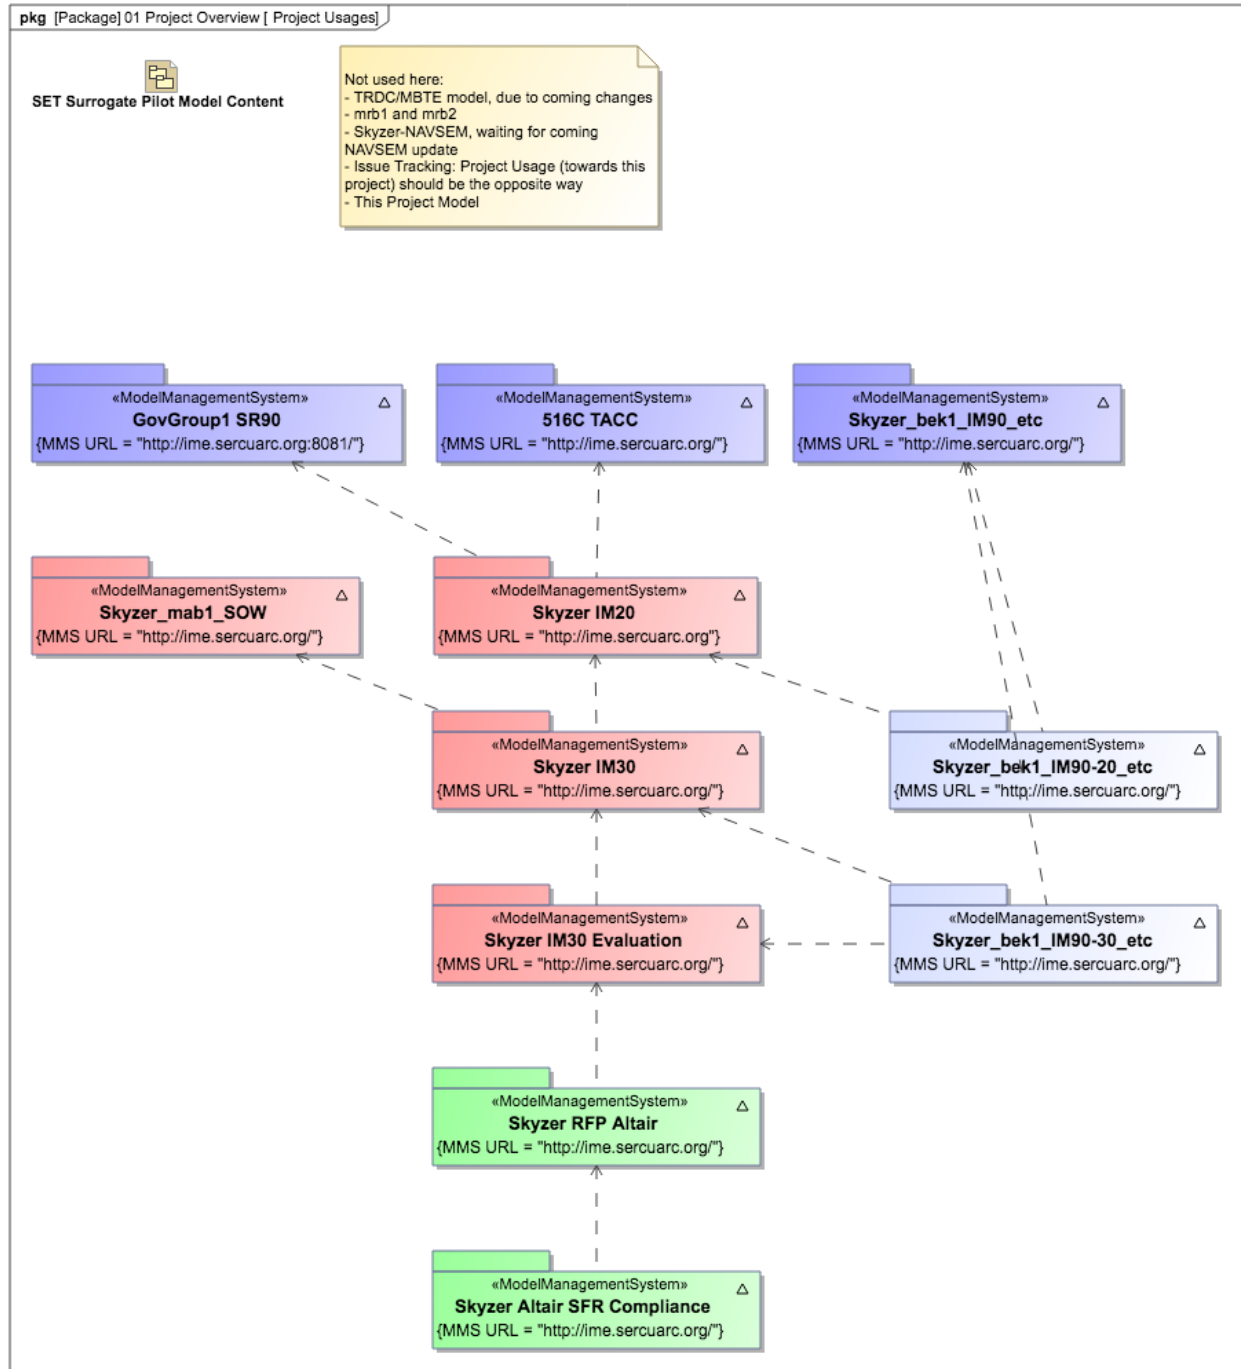 pkg [Package] 01 Project Overview [ Project Usages]
SET Surrogate Pilot Model Content
Not used here:
- TRDC/MBTE model, due to coming changes
- mrb1 and mrb2
- Skyzer-NAVSEM, waiting for coming
NAVSEM update
- Issue Tracking: Project Usage (towards this
project) should be the opposite way
- This Project Model
«ModelManagementSystem»
GovGroup1 SR90
{MMS URL = "http://ime.sercuarc.org:8081/"}
«ModelManagementSystem»
516C TACC
{MMS URL = "http://ime.sercuarc.org/"}
«ModelManagementSystem»
Skyzer_bek1_IM90_etc
{MMS URL = "http://ime.sercuarc.org/"}
«ModelManagementSystem»
Skyzer_mab1_SOW
{MMS URL = "http://ime.sercuarc.org/"}
«ModelManagementSystem»
Skyzer IM20
{MMS URL = "http://ime.sercuarc.org"}
«ModelManagementSystem»
Skyzer IM30
{MMS URL = "http://ime.sercuarc.org/"}
«ModelManagementSystem»
Skyzer_bek1_IM90-20_etc
{MMS URL = "http://ime.sercuarc.org/"}
«ModelManagementSystem»
Skyzer IM30 Evaluation
{MMS URL = "http://ime.sercuarc.org/"}
«ModelManagementSystem»
Skyzer_bek1_IM90-30_etc
{MMS URL = "http://ime.sercuarc.org/"}
«ModelManagementSystem»
Skyzer RFP Altair
{MMS URL = "http://ime.sercuarc.org/"}
«ModelManagementSystem»
Skyzer Altair SFR Compliance
{MMS URL = "http://ime.sercuarc.org/"}